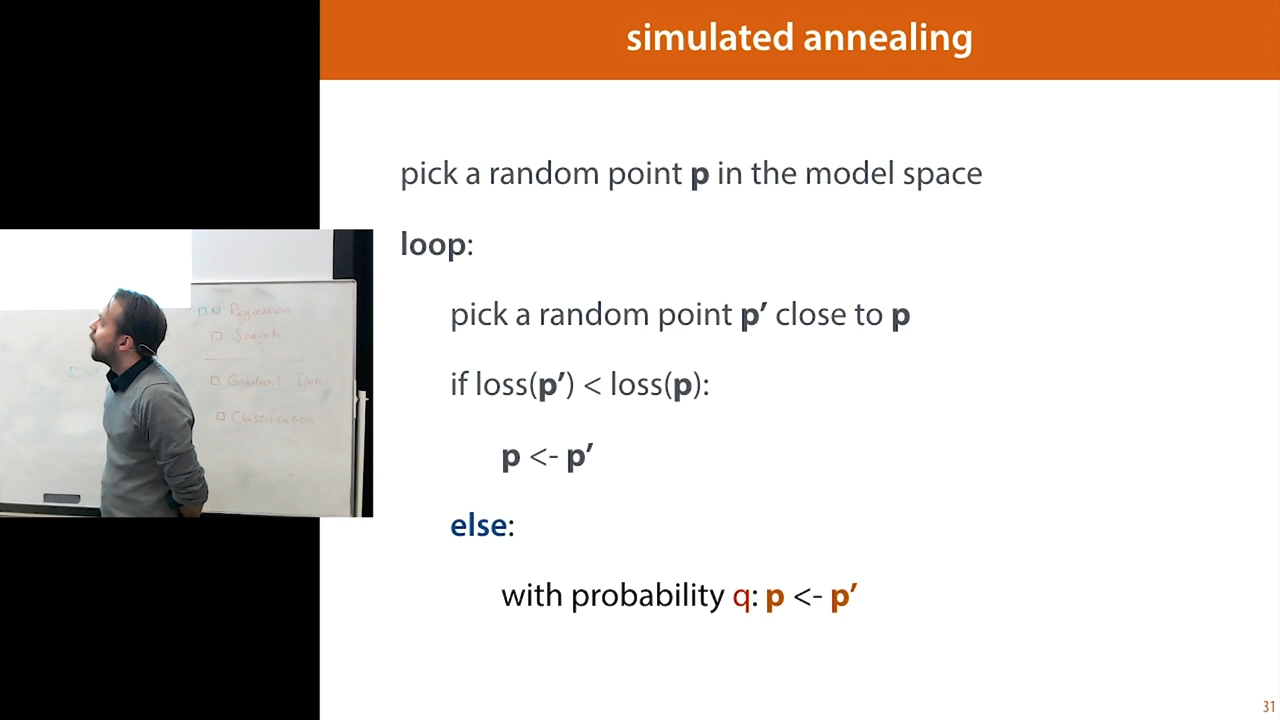 simulated annealing
pick a random point p in the model space
loop:
pick a random point p′ close to p
if loss(p′) < loss(p):
p <- p′
else:
with probability q: p <- p′
31
Regression
Search
Gradient
Classification